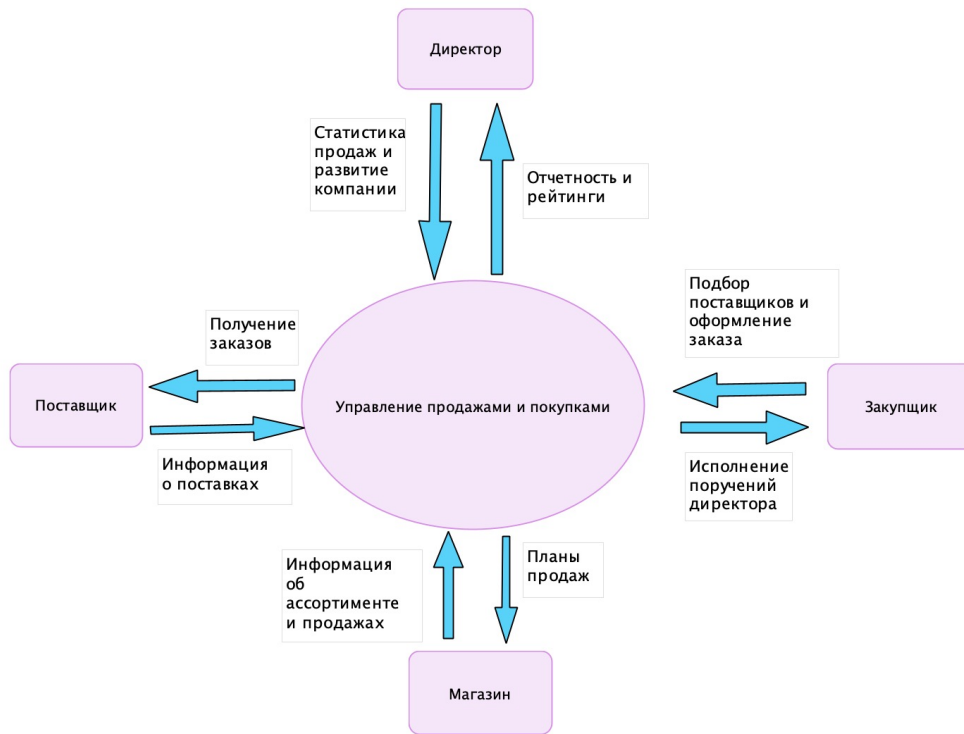 Директор
Статистика
продаж и
развитие
компании
Отчетность и
рейтинги
Подбор
поставщиков и
оформление
заказа
Получение
заказов
Поставщик
Управление продажами и покупками
Закупщик
Информация
о поставках
Исполнение
поручений
директора
Информация
об
ассортименте
и продажах
Планы
продаж
Магазин